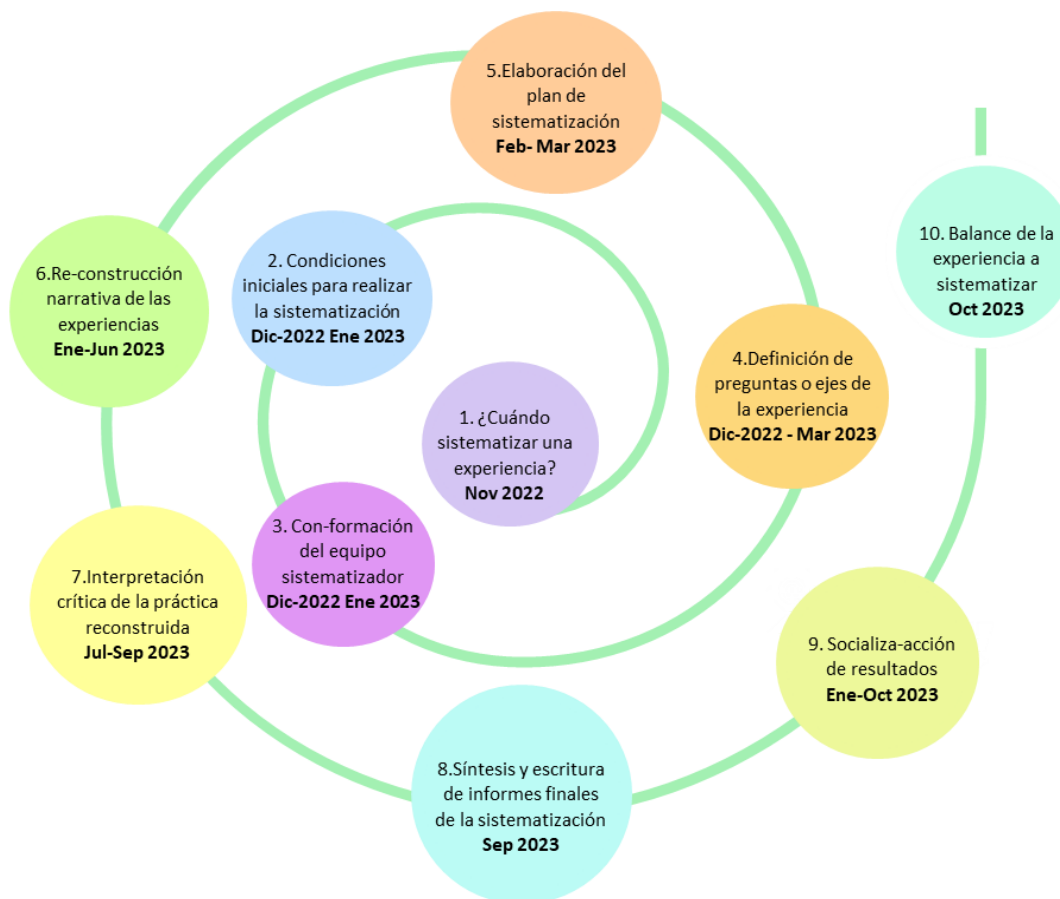 1. ¿Cuándo
sistematizar una
experiencia?
Nov 2022
2. Condiciones
iniciales para realizar
la sistematización
Dic-2022 Ene 2023
3. Con-formación
del equipo
sistematizador
Dic-2022 Ene 2023
4.Definición de
preguntas o ejes de
la experiencia
Dic-2022 - Mar 2023
5.Elaboración del
plan de
sistematización
Feb- Mar 2023
6.Re-construcción
narrativa de las
experiencias
Ene-Jun 2023
7.Interpretación
crítica de la práctica
reconstruida
Jul-Sep 2023
8.Síntesis y escritura
de informes finales
de la sistematización
Sep 2023
9. Socializa-acción
de resultados
Ene-Oct 2023
10. Balance de la
experiencia a
sistematizar
Oct 2023